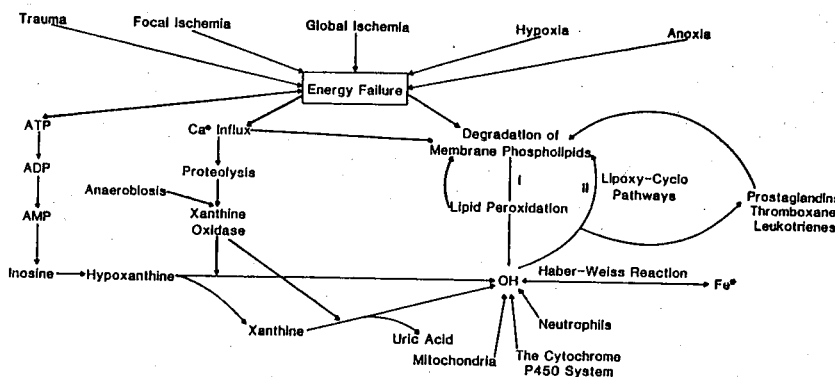 Trauma
Focal Ischemia
Global Ischemia
Hypoxia
Anoxia
Energy Failure
ATP
Ca* Influx
Degradation of
Membrane Phospholipids
ADP
Proteolysis
I
II
Lipoxy-Cyclo
Pathways
Anaerobiosis
Xanthine
Oxidase
Lipid Peroxidation
Prostaglandins
Thromboxane
Leukotrienes
AMP
Inosine
Hypoxanthine
OH
Haber-Weiss Reaction
Fe*
Xanthine
Uric Acid
Neutrophils
Mitochondria
The Cytochrome
P450 System